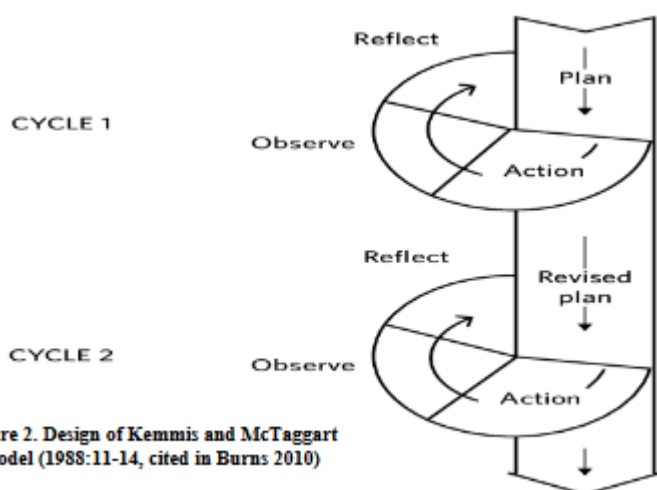 Reflect
Plan
CYCLE 1
Observe
Action
Reflect
Revised
plan
CYCLE 2
Observe
Action
re 2. Design of Kemmis and McTaggart
odel (1988:11-14, cited in Burns 2010)